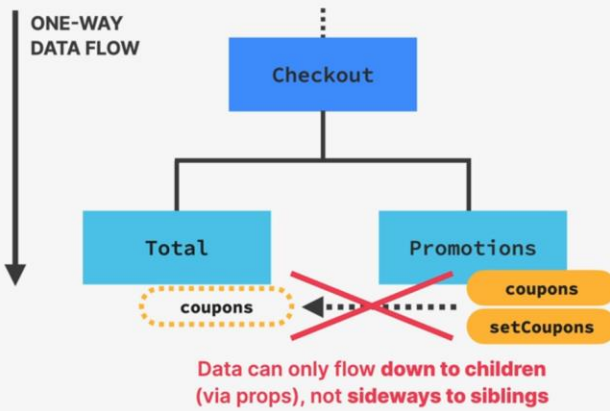 ONE-WAY
DATA FLOW
Checkout
Total
Promotions
coupons
coupons
setCoupons
Data can only flow down to children
(via props), not sideways to siblings